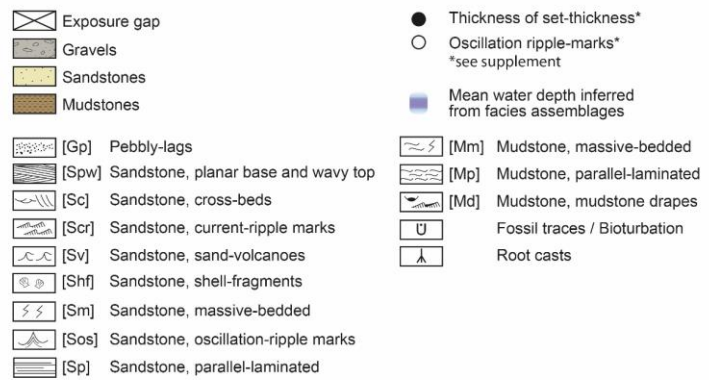 Exposure gap
Gravels
Sandstones
Mudstones
[Gp] Pebbly-lags
[Spw] Sandstone, planar base and wavy top
[Sc] Sandstone, cross-beds
[Scr] Sandstone, current-ripple marks
[Sv] Sandstone, sand-volcanoes
[Shf] Sandstone, shell-fragments
[Sm] Sandstone, massive-bedded
[Sos] Sandstone, oscillation-ripple marks
[Sp] Sandstone, parallel-laminated
Thickness of set-thickness*
Oscillation ripple-marks*
*see supplement
Mean water depth inferred
from facies assemblages
[Mm] Mudstone, massive-bedded
[Mp] Mudstone, parallel-laminated
[Md] Mudstone, mudstone drapes
Fossil traces / Bioturbation
Root casts